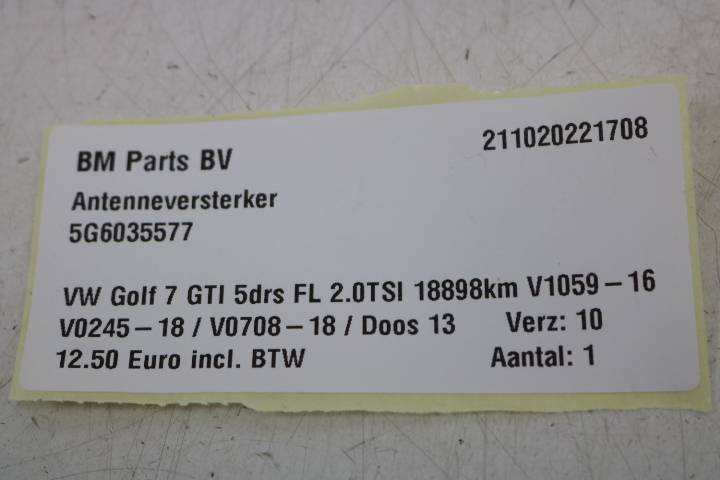 BM Parts BV 211020221708
Antenneversterker
5G6035577
VW Golf 7 GTI 5drs FL 2.0TSI 18898km V1059-16
V0245-18 / V0708-18 / Doos 13 Verz: 10
12.50 Euro incl. BTW Aantal: 1